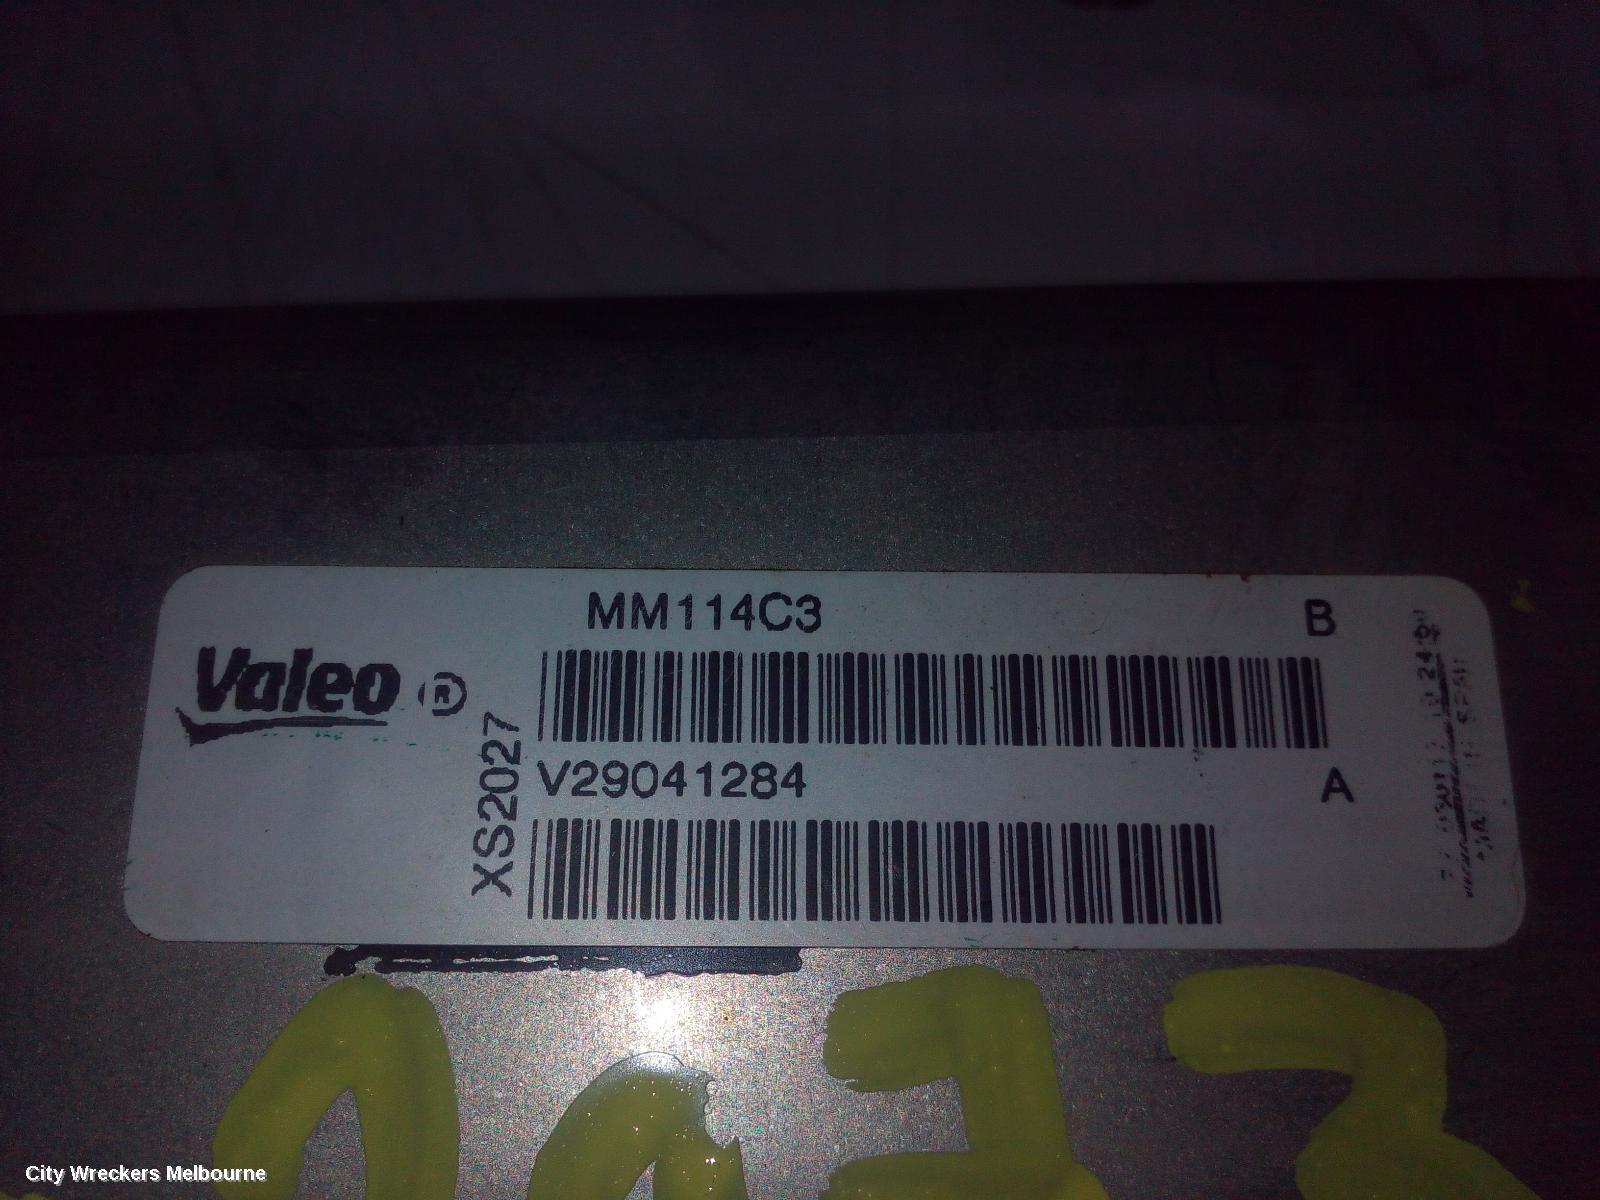 MM114C3 B
Valeo ®
XS2027
V29041284 A
City Wreckers Melbourne